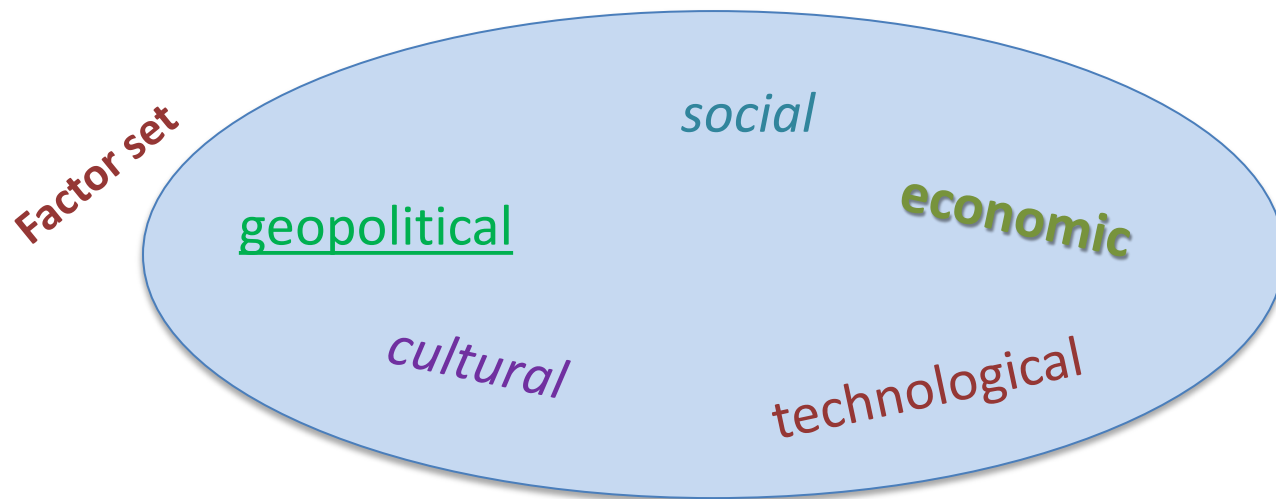 Factor set
social
economic
geopolitical
cultural
technological